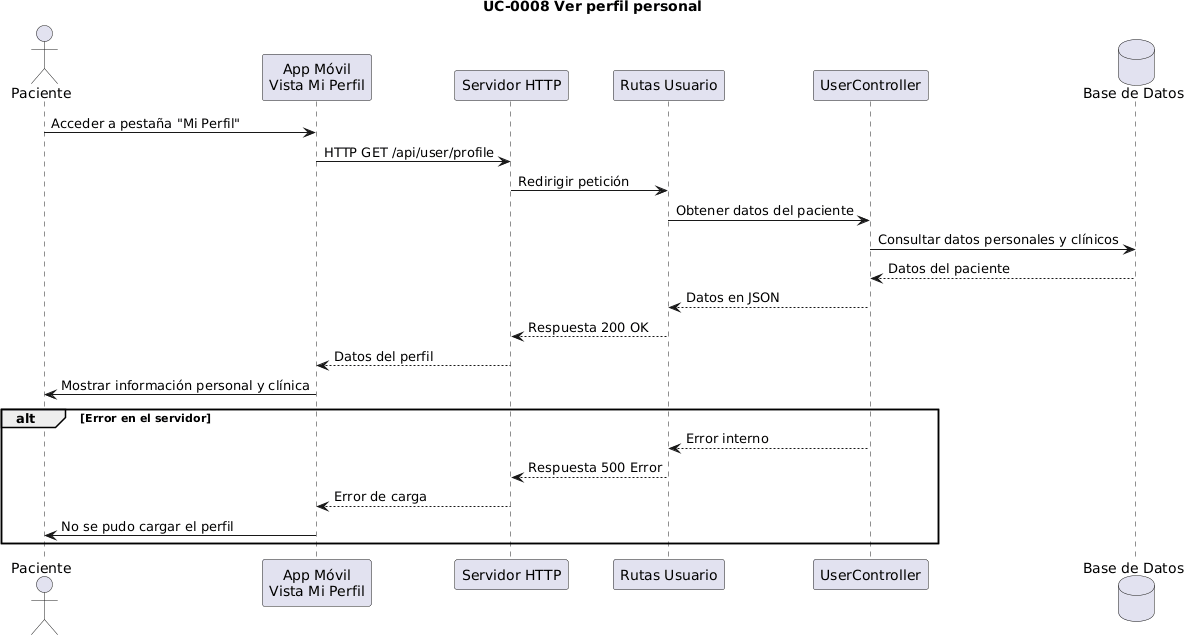 UC-0008 Ver perfil personal
Paciente
App Móvil
Vista Mi Perfil
Servidor HTTP
Rutas Usuario
UserController
Base de Datos
Acceder a pestaña "Mi Perfil"
HTTP GET /api/user/profile
Redirigir petición
Obtener datos del paciente
Consultar datos personales y clínicos
Datos del paciente
Datos en JSON
Respuesta 200 OK
Datos del perfil
Mostrar información personal y clínica
alt [Error en el servidor]
Error interno
Respuesta 500 Error
Error de carga
No se pudo cargar el perfil
Paciente
App Móvil
Vista Mi Perfil
Servidor HTTP
Rutas Usuario
UserController
Base de Datos